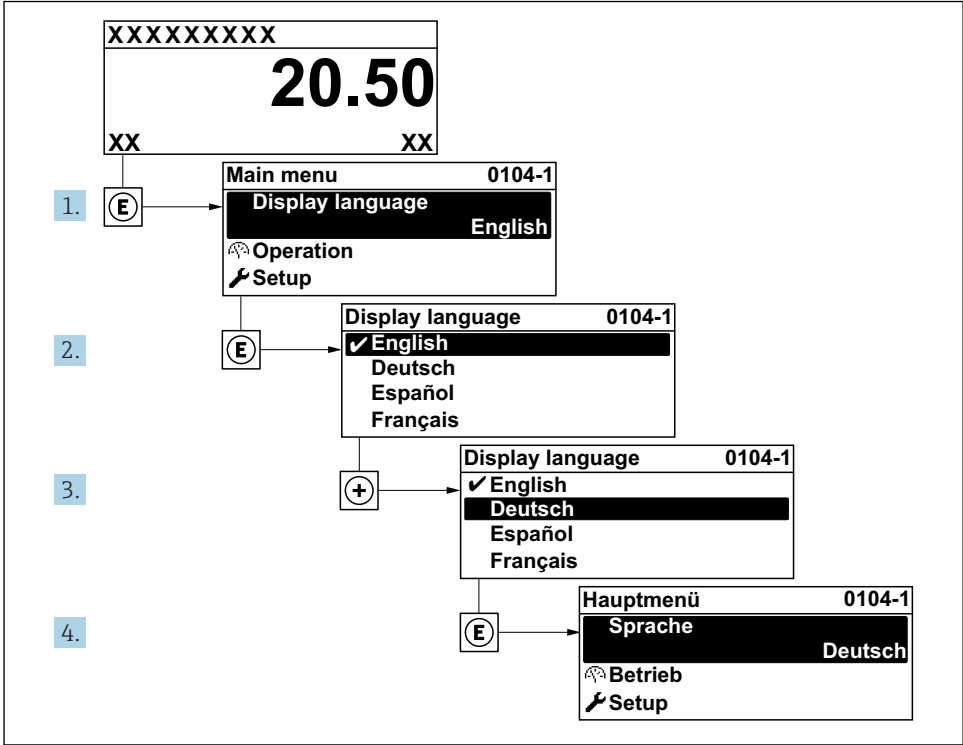 XXXXXXXXX
20.50
XX XX
1. E
Main menu 0104-1
Display language
English
Operation
Setup
2. E
Display language 0104-1
✔ English
Deutsch
Español
Français
3. +
Display language 0104-1
✔ English
Deutsch
Español
Français
4. E
Hauptmenü 0104-1
Sprache
Deutsch
Betrieb
Setup